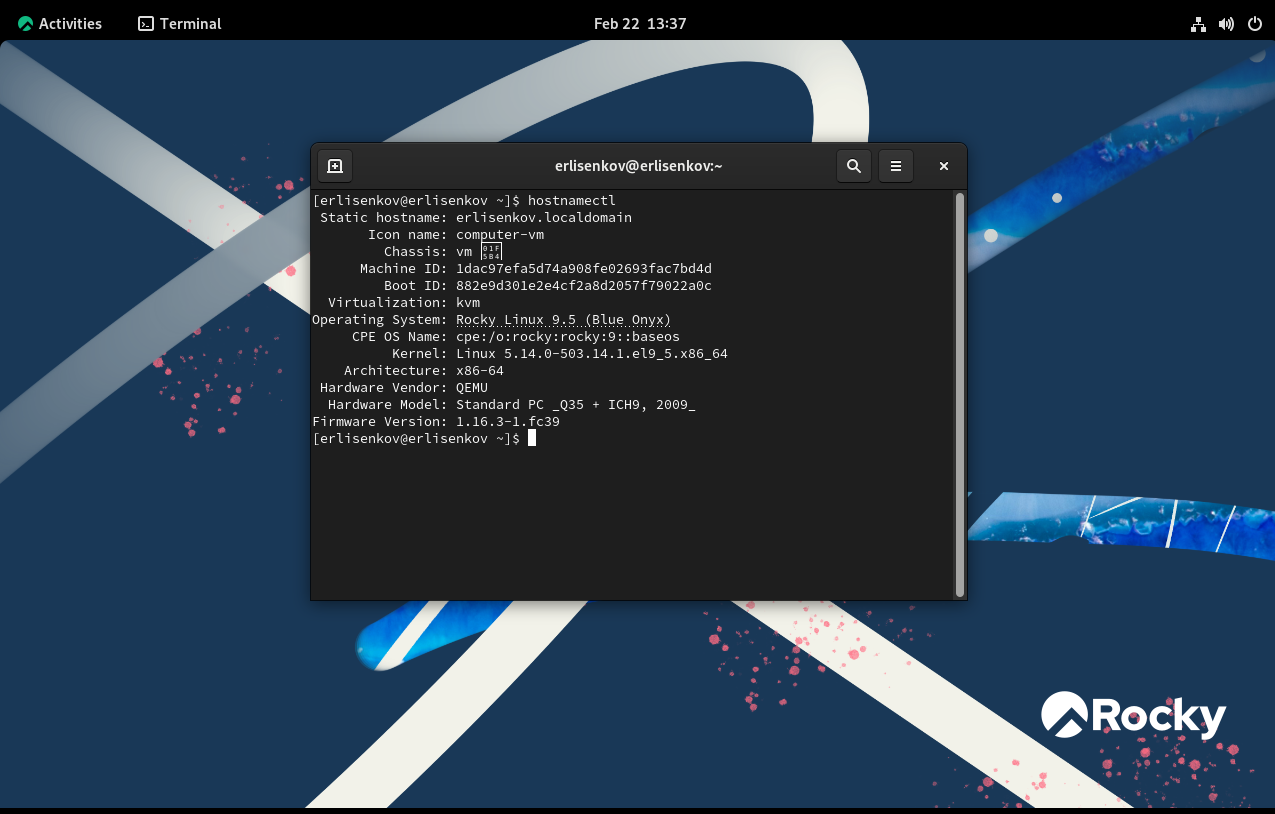 Activities Terminal Feb 22 13:37
erlisenkov@erlisenkov:~
[erlisenkov@erlisenkov ~]$ hostnamectl
Static hostname: erlisenkov.localdomain
Icon name: computer-vm
Chassis: vm 🖴
Machine ID: 1dac97efa5d74a908fe02693fac7bd4d
Boot ID: 882e9d301e2e4cf2a8d2057f79022a0c
Virtualization: kvm
Operating System: Rocky Linux 9.5 (Blue Onyx)
CPE OS Name: cpe:/o:rocky:rocky:9::baseos
Kernel: Linux 5.14.0-503.14.1.el9_5.x86_64
Architecture: x86-64
Hardware Vendor: QEMU
Hardware Model: Standard PC _Q35 + ICH9, 2009_
Firmware Version: 1.16.3-1.fc39
[erlisenkov@erlisenkov ~]$
Rocky